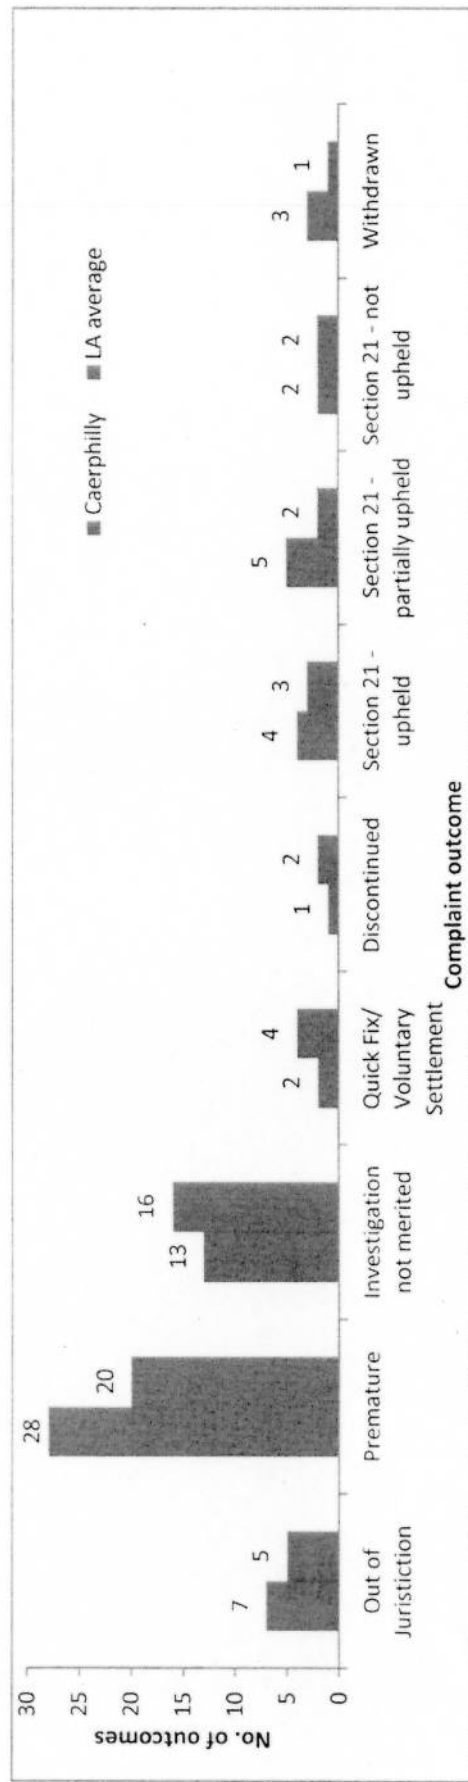 Caerphilly
LA average
No. of outcomes
30
25
20
15
10
5
0
7
5
28
20
13
16
2
4
1
2
4
3
5
2
2
2
3
1
Out of
Juristiction
Premature
Investigation
not merited
Quick Fix/
Voluntary
Settlement
Discontinued
Section 21 -
upheld
Section 21 -
partially upheld
Section 21 - not
upheld
Withdrawn
Complaint outcome